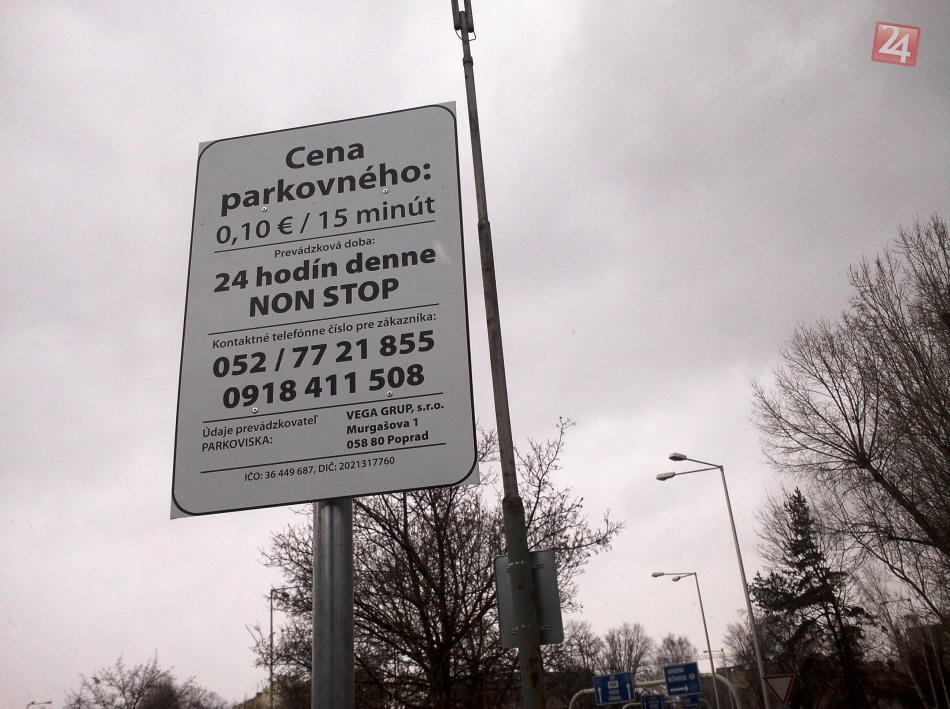 24
Cena
parkovného:
0,10 € / 15 minút
Prevádzková doba:
24 hodín denne
NON STOP
Kontaktné telefónne číslo pre zákazníka:
052 / 77 21 855
0918 411 508
Údaje prevádzkovateľ
PARKOVISKA:
VEGA GRUP, s.r.o.
Murgašova 1
058 80 Poprad
IČO: 36 449 687, DIČ: 2021317760